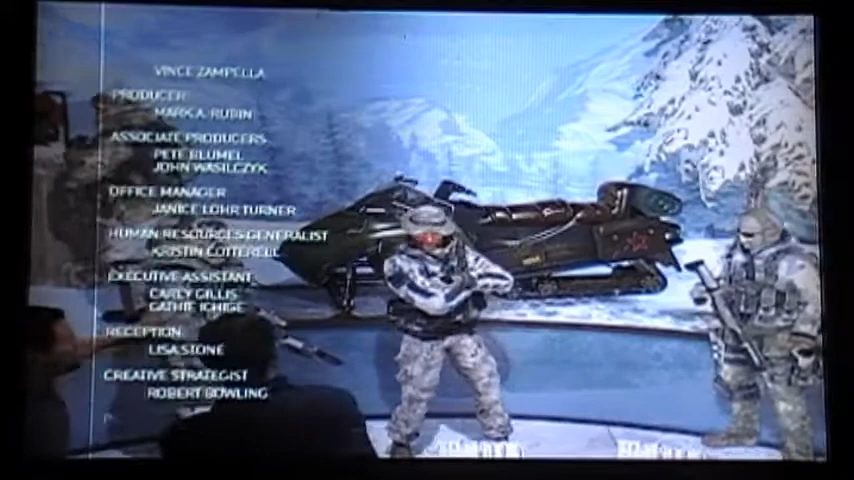 VINCE ZAMPELLA
PRODUCER
MARK A. RUBIN
ASSOCIATE PRODUCERS
PETE BLUMEL
JOHN WASILCZYK
OFFICE MANAGER
JANICE LOHR TURNER
HUMAN RESOURCES GENERALIST
KRISTIN COTTERELL
EXECUTIVE ASSISTANT
CARLY GILLIS
CATHIE ICHIGE
RECEPTION
LISA STONE
CREATIVE STRATEGIST
ROBERT BOWLING